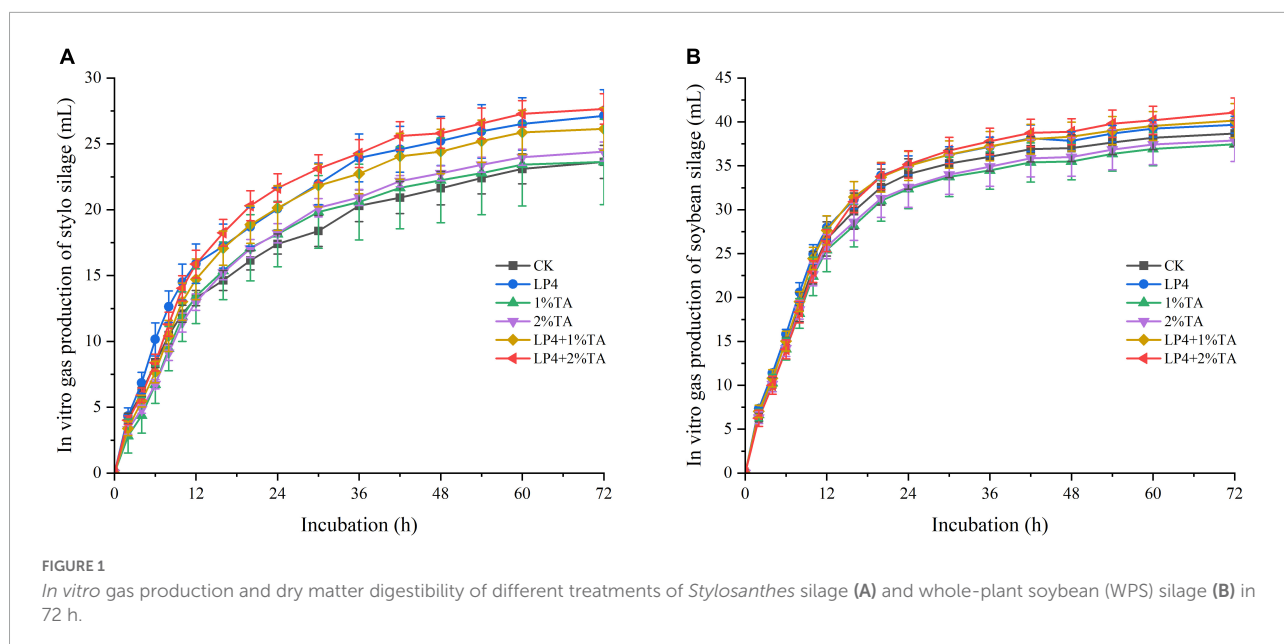 A
In vitro gas production of stylo silage (mL)
30
25
20
15
10
5
0
0 12 24 36 48 60 72
Incubation (h)
CK
LP4
1%TA
2%TA
LP4+1%TA
LP4+2%TA
B
In vitro gas production of soybean silage (mL)
45
40
35
30
25
20
15
10
5
0
0 12 24 36 48 60 72
Incubation (h)
CK
LP4
1%TA
2%TA
LP4+1%TA
LP4+2%TA
FIGURE 1
In vitro gas production and dry matter digestibility of different treatments of Stylosanthes silage (A) and whole-plant soybean (WPS) silage (B) in
72 h.